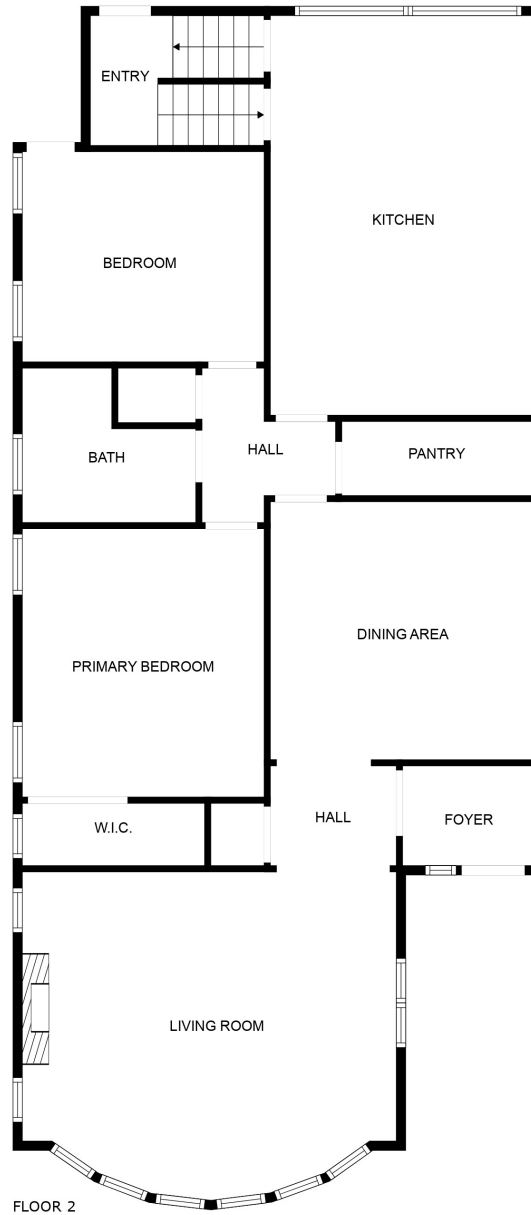 ENTRY
KITCHEN
BEDROOM
HALL
BATH
PANTRY
DINING AREA
PRIMARY BEDROOM
HALL
FOYER
W.I.C.
LIVING ROOM
FLOOR 2